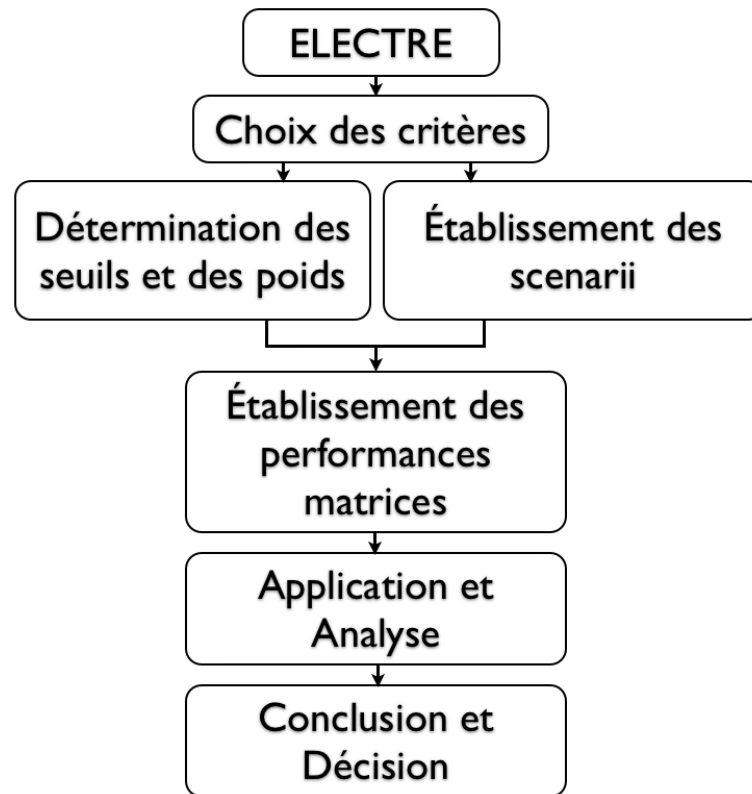 ELECTRE
Choix des critères
Détermination des
seuils et des poids
Établissement des
scenarii
Établissement des
performances
matrices
Application et
Analyse
Conclusion et
Décision